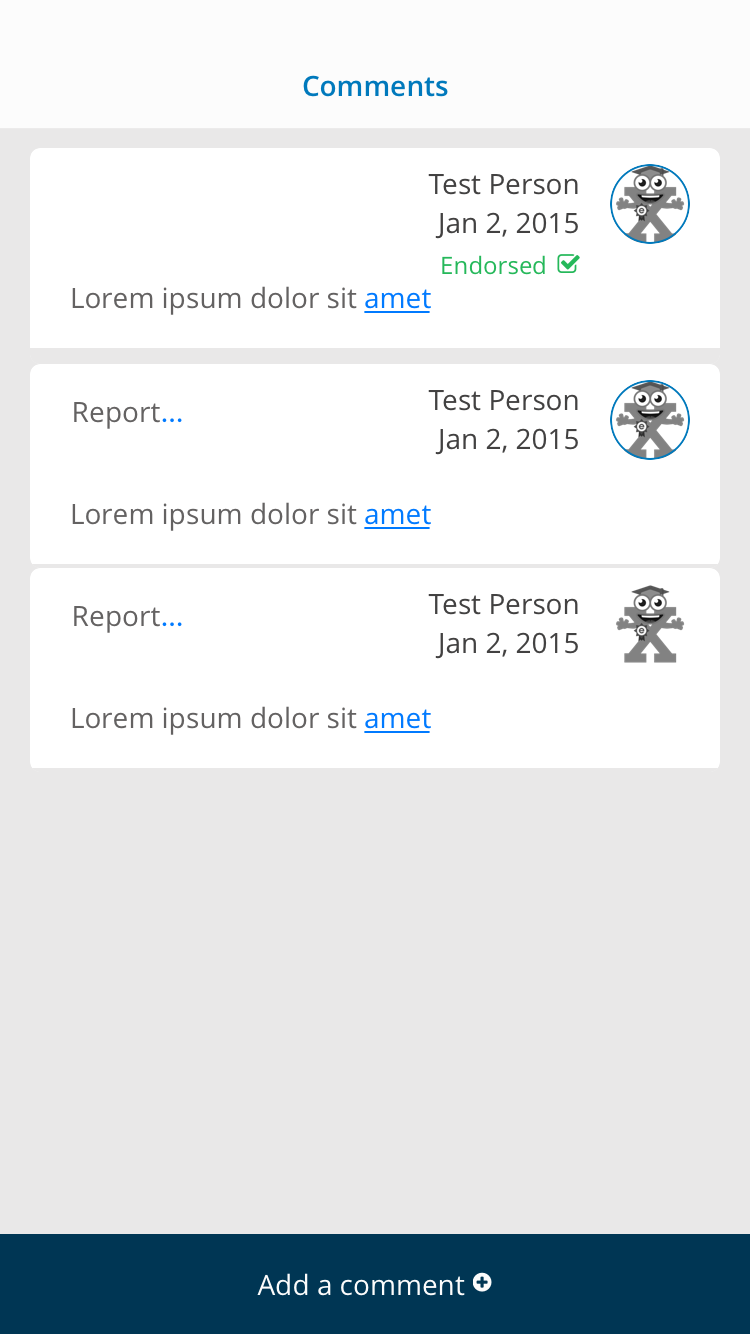 Comments
Test Person
Jan 2, 2015
Endorsed
Lorem ipsum dolor sit amet
Report...
Test Person
Jan 2, 2015
Lorem ipsum dolor sit amet
Report...
Test Person
Jan 2, 2015
Lorem ipsum dolor sit amet
Add a comment